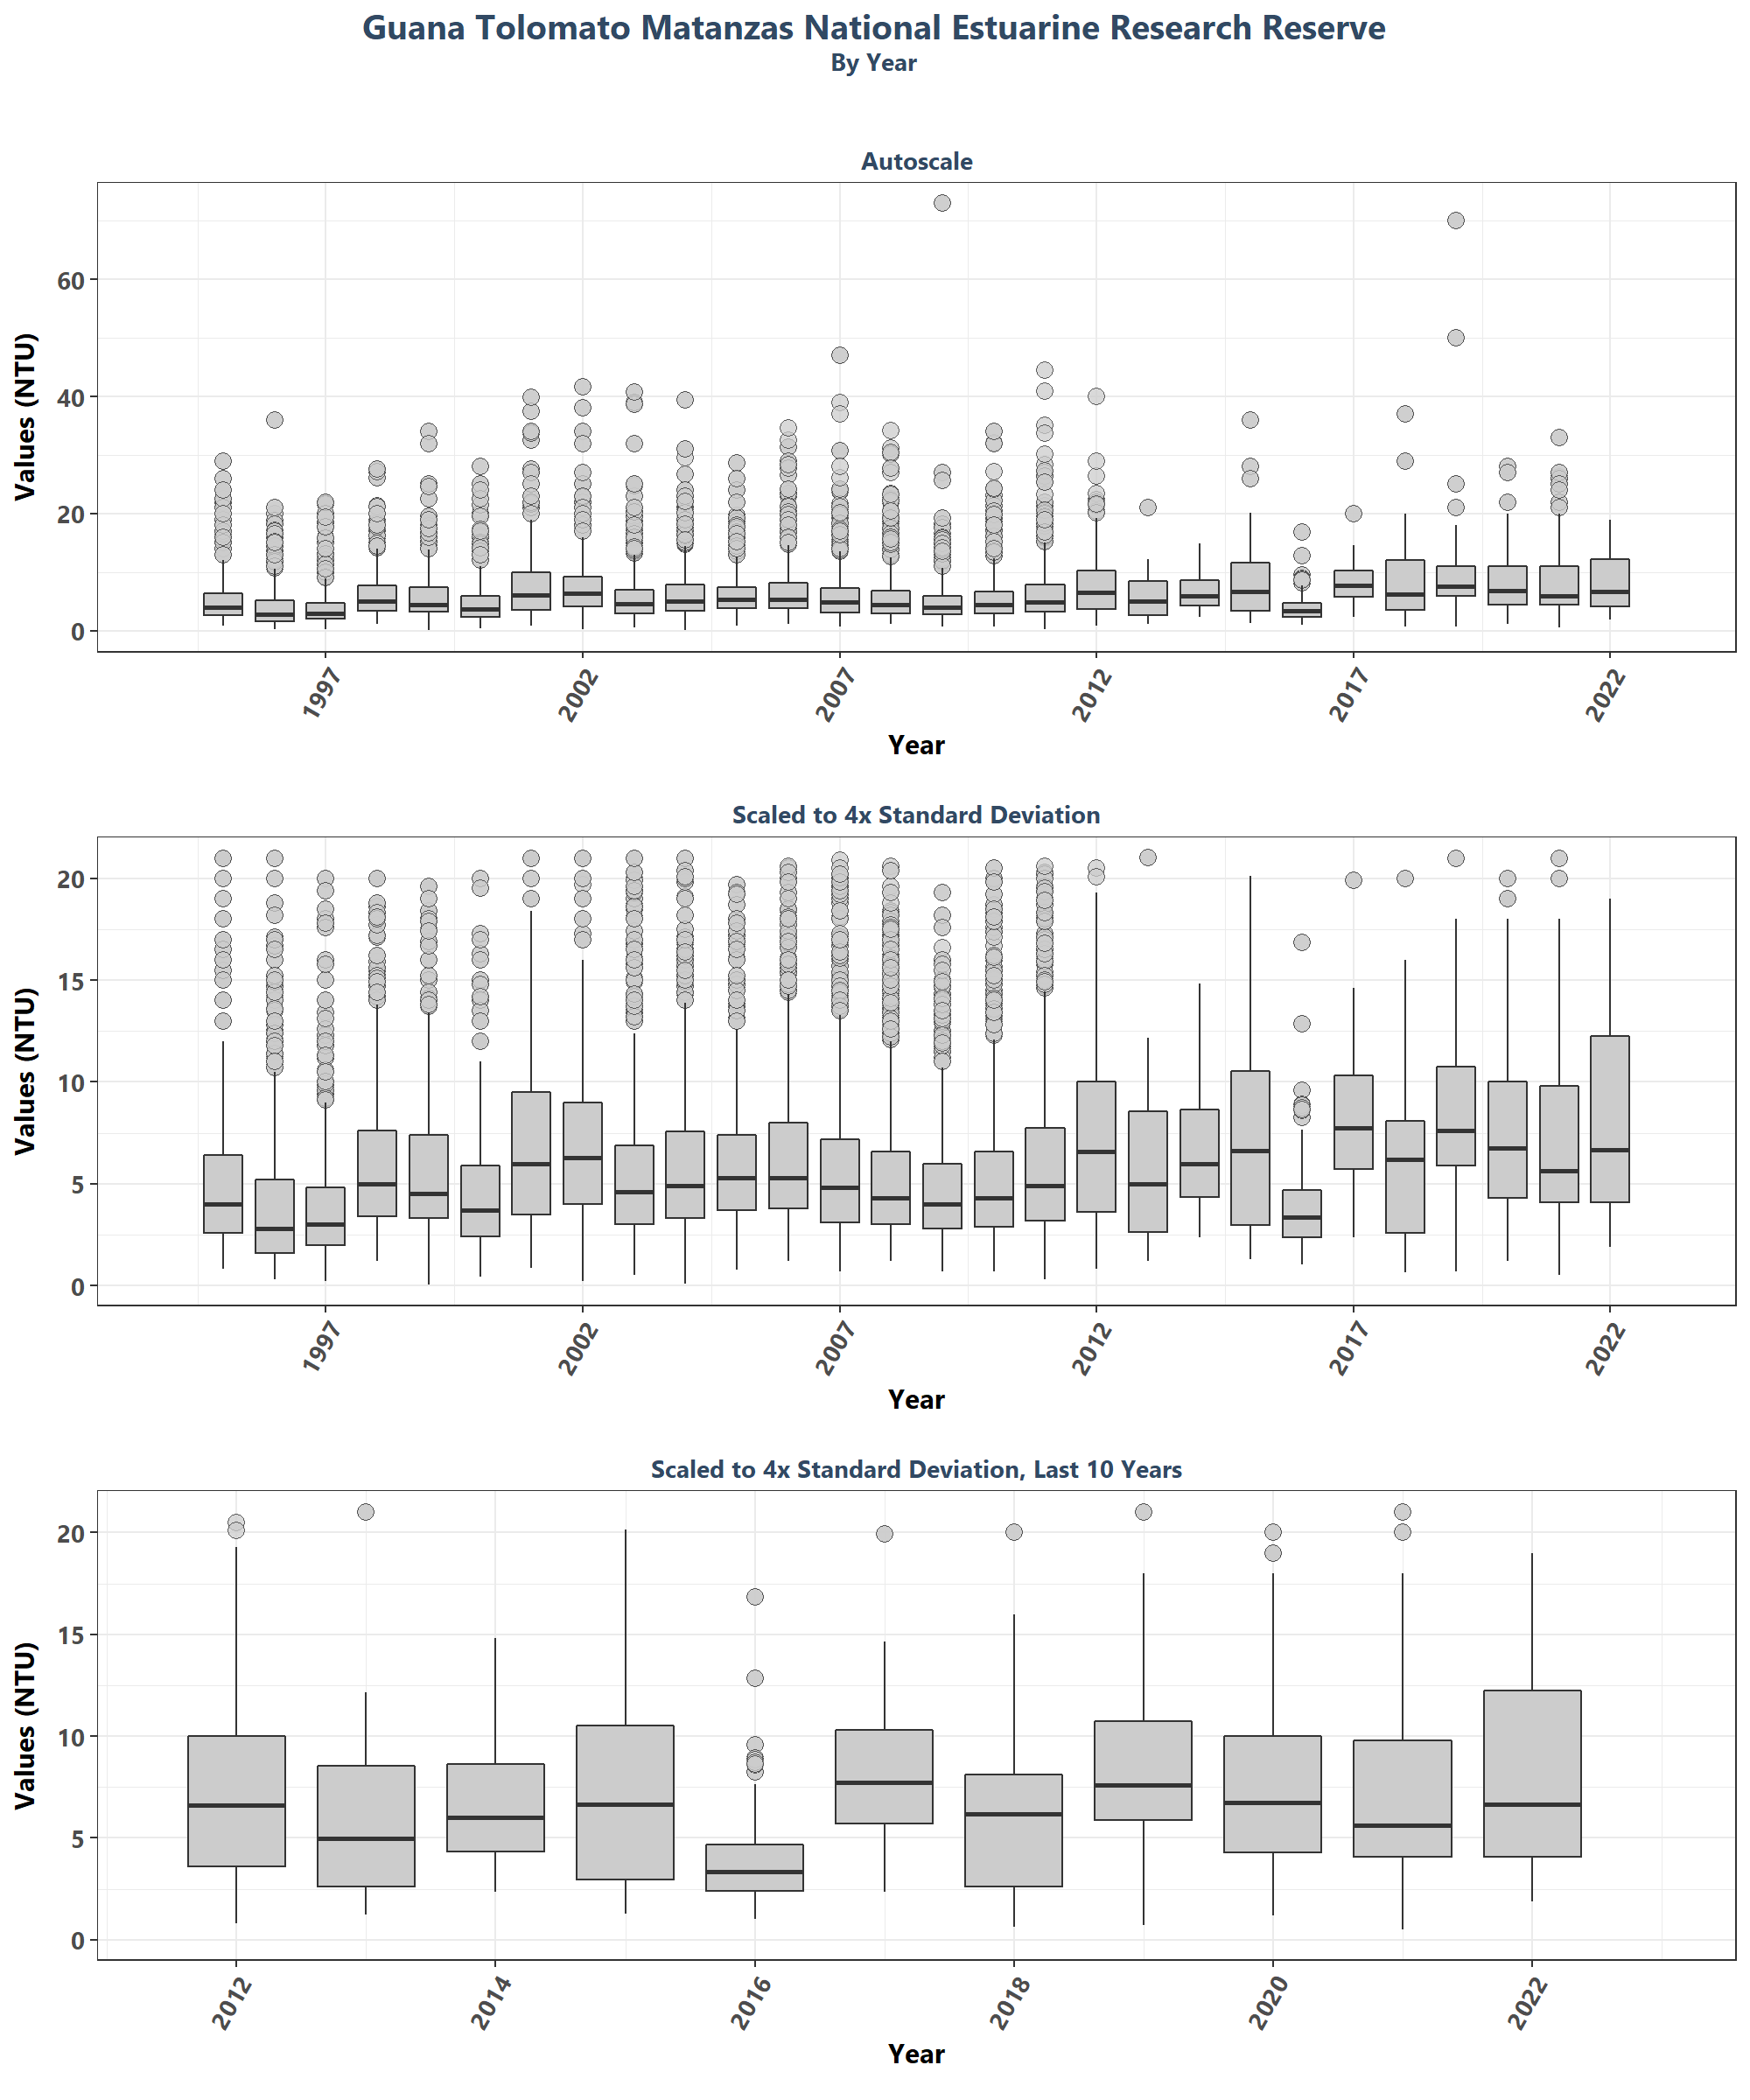 Guana Tolomato Matanzas National Estuarine Research Reserve
By Year
Autoscale
Values (NTU)
60
40
20
0
1997
2002
2007
2012
2017
2022
Year
Scaled to 4x Standard Deviation
Values (NTU)
20
15
10
5
0
1997
2002
2007
2012
2017
2022
Year
Scaled to 4x Standard Deviation, Last 10 Years
Values (NTU)
20
15
10
5
0
2012
2014
2016
2018
2020
2022
Year